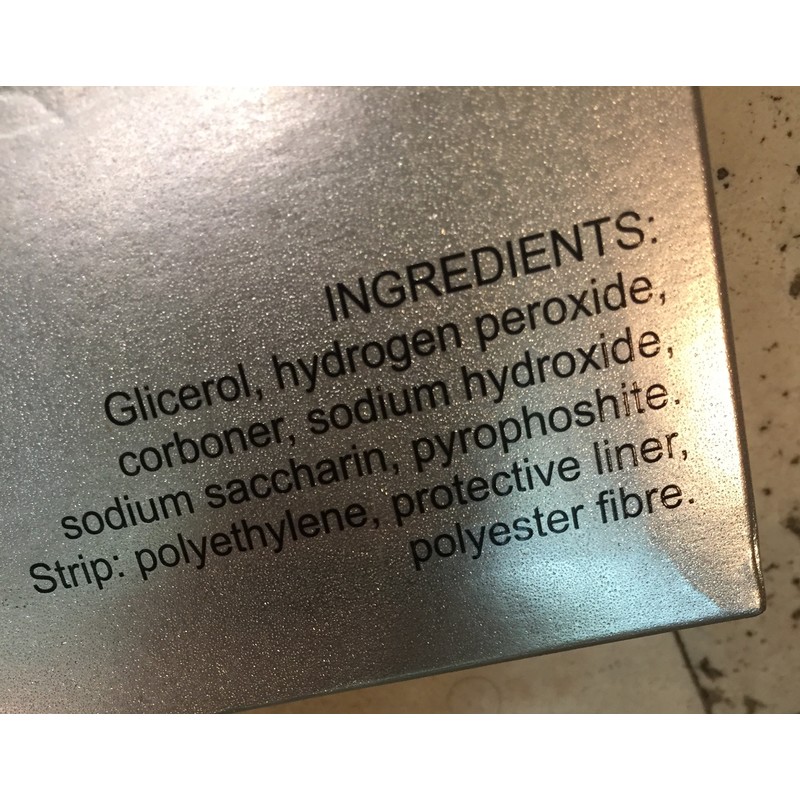 INGREDIENTS:
Glicerol, hydrogen peroxide,
corboner, sodium hydroxide,
sodium saccharin, pyrophoshite.
Strip: polyethylene, protective liner,
polyester fibre.